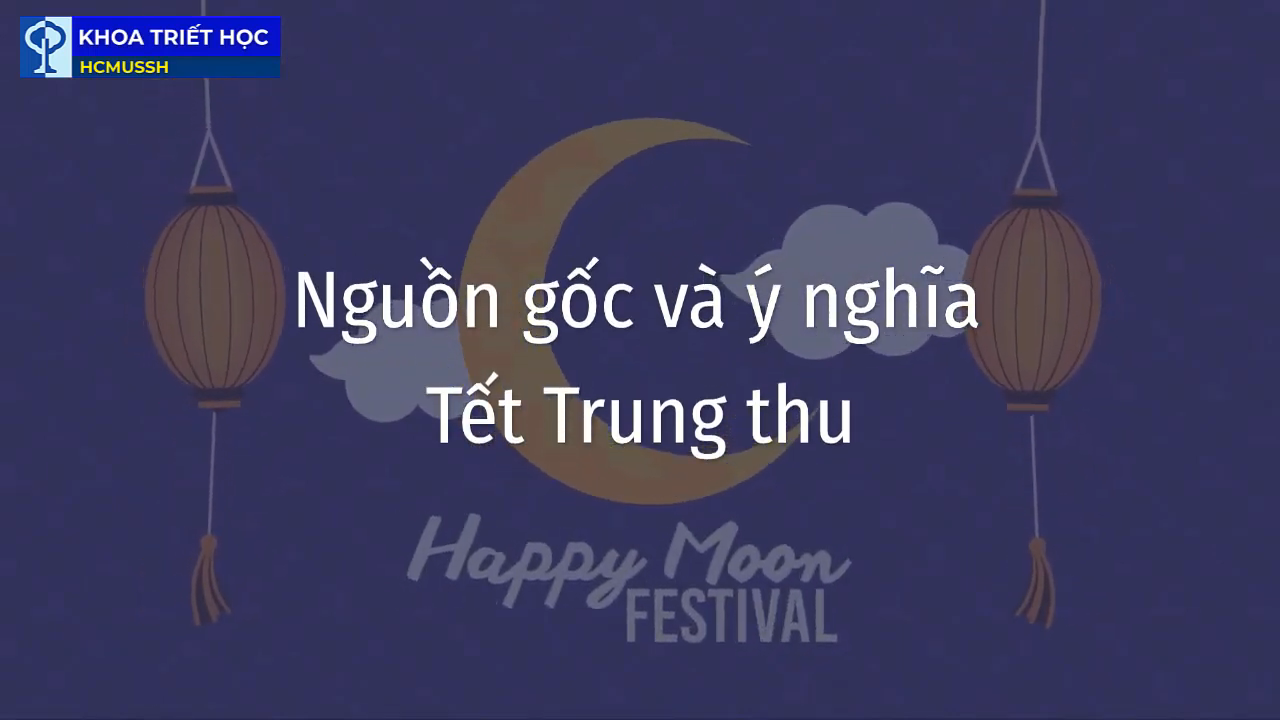 KHOA TRIẾT HỌC
HCMUSSH
Nguồn gốc và ý nghĩa
Tết Trung thu
Happy Moon
FESTIVAL